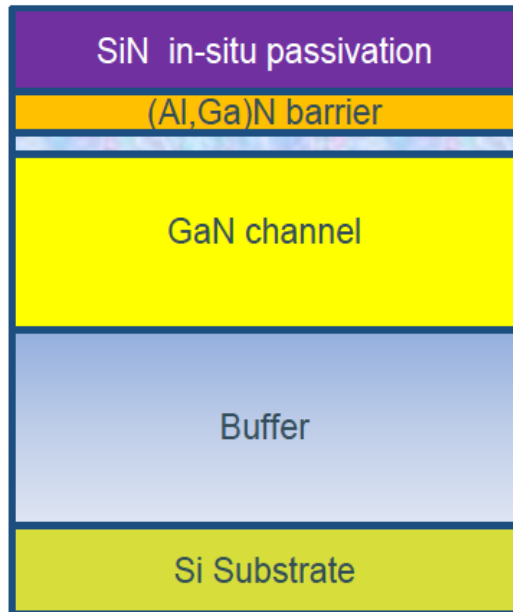 SiN in-situ passivation
(Al,Ga)N barrier
GaN channel
Buffer
Si Substrate